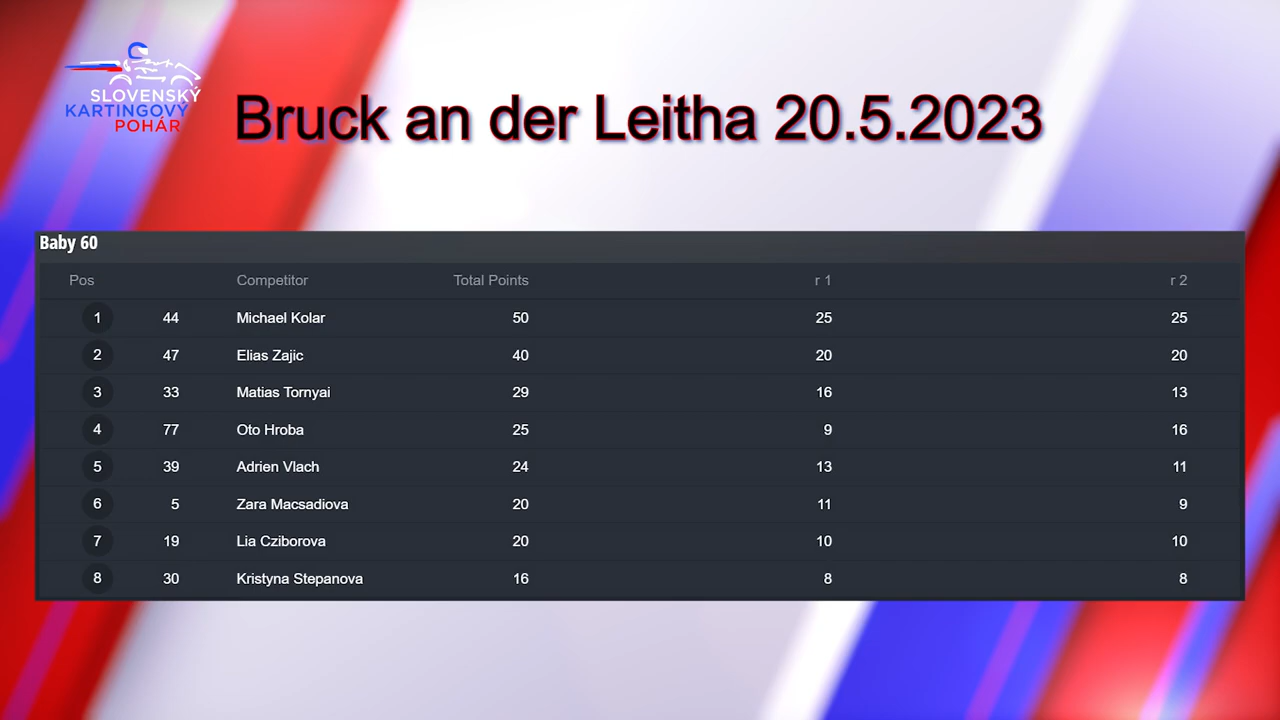 SLOVENSKÝ
KARTINGOVÝ
POHÁR
Bruck an der Leitha 20.5.2023
Baby 60
Pos Competitor Total Points r 1 r 2
1 44 Michael Kolar 50 25 25
2 47 Elias Zajic 40 20 20
3 33 Matias Tornyai 29 16 13
4 77 Oto Hroba 25 9 16
5 39 Adrien Vlach 24 13 11
6 5 Zara Macsadiova 20 11 9
7 19 Lia Cziborova 20 10 10
8 30 Kristyna Stepanova 16 8 8